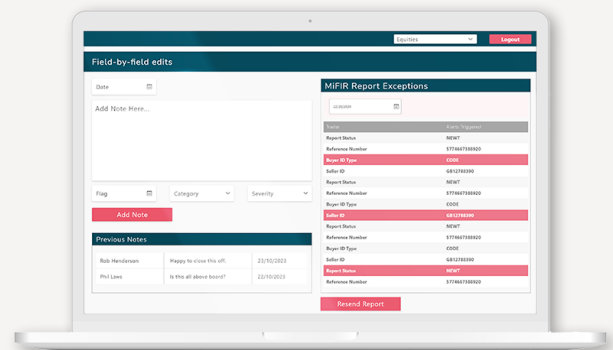 Equities
Logout
Field-by-field edits
Date
Add Note Here...
Flag
Category
Severity
Add Note
Previous Notes
Rob Henderson Happy to close this off. 23/10/2023
Phil Laws Is this all above board? 22/10/2023
MiFIR Report Exceptions
Name Alerts Triggered
Report Status NEWT
Reference Number 5774667388920
Buyer ID Type CODE
Seller ID GB12788390
Report Status NEWT
Reference Number 5774667388920
Buyer ID Type CODE
Seller ID GB12788390
Report Status NEWT
Reference Number 5774667388920
Buyer ID Type CODE
Seller ID GB12788390
Report Status NEWT
Reference Number 5774667388920
Resend Report